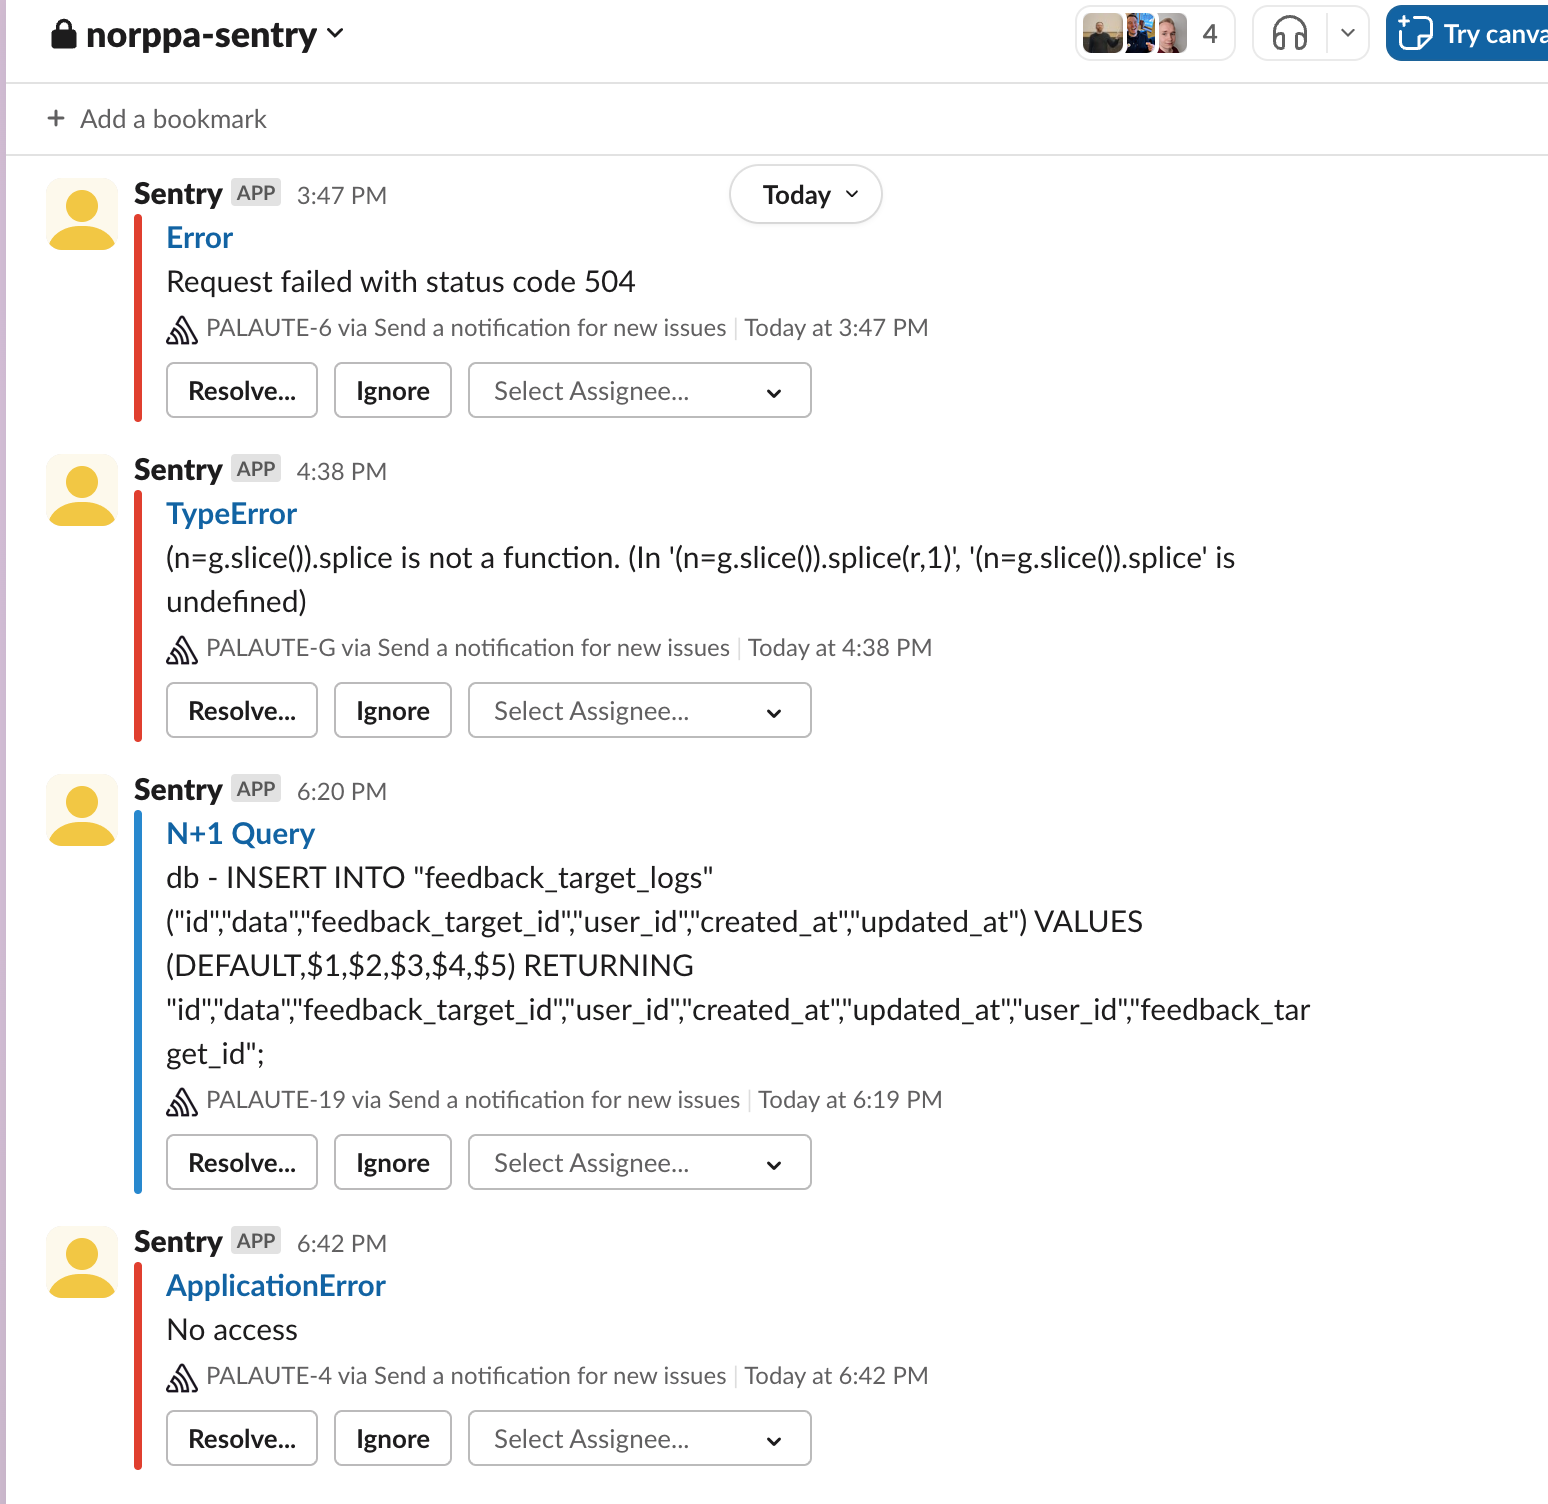 norppa-sentry
4
Try canva
+ Add a bookmark
Today
Sentry APP 3:47 PM
Error
Request failed with status code 504
PALAUTE-6 via Send a notification for new issues | Today at 3:47 PM
Resolve... Ignore Select Assignee...
Sentry APP 4:38 PM
TypeError
(n=g.slice()).splice is not a function. (In '(n=g.slice()).splice(r,1)', '(n=g.slice()).splice' is
undefined)
PALAUTE-G via Send a notification for new issues | Today at 4:38 PM
Resolve... Ignore Select Assignee...
Sentry APP 6:20 PM
N+1 Query
db - INSERT INTO "feedback_target_logs"
("id","data","feedback_target_id","user_id","created_at","updated_at") VALUES
(DEFAULT,$1,$2,$3,$4,$5) RETURNING
"id","data","feedback_target_id","user_id","created_at","updated_at","user_id","feedback_tar
get_id";
PALAUTE-19 via Send a notification for new issues | Today at 6:19 PM
Resolve... Ignore Select Assignee...
Sentry APP 6:42 PM
ApplicationError
No access
PALAUTE-4 via Send a notification for new issues | Today at 6:42 PM
Resolve... Ignore Select Assignee...